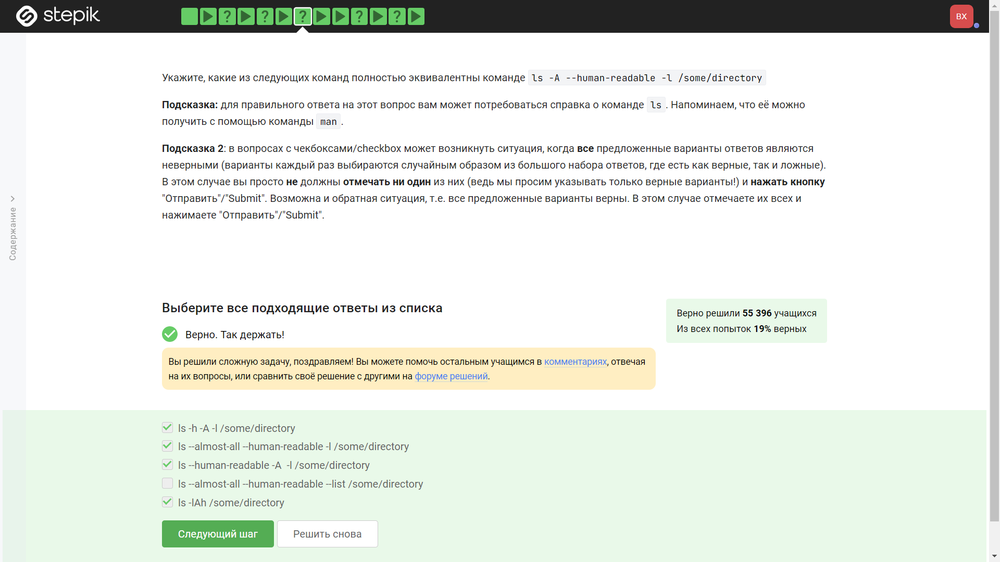 stepik
?
?
?
?
?
ВХ
Содержание
Укажите, какие из следующих команд полностью эквивалентны команде ls -A --human-readable -l /some/directory
Подсказка: для правильного ответа на этот вопрос вам может потребоваться справка о команде ls. Напоминаем, что её можно
получить с помощью команды man.
Подсказка 2: в вопросах с чекбоксами/checkbox может возникнуть ситуация, когда все предложенные варианты ответов являются
неверными (варианты каждый раз выбираются случайным образом из большого набора ответов, где есть как верные, так и ложные).
В этом случае вы просто не должны отмечать ни один из них (ведь мы просим указывать только верные варианты!) и нажать кнопку
"Отправить"/"Submit". Возможна и обратная ситуация, т.е. все предложенные варианты верны. В этом случае отмечаете их всех и
нажимаете "Отправить"/"Submit".
Выберите все подходящие ответы из списка
Верно решили 55 396 учащихся
Из всех попыток 19% верных
Верно. Так держать!
Вы решили сложную задачу, поздравляем! Вы можете помочь остальным учащимся в комментариях, отвечая
на их вопросы, или сравнить своё решение с другими на форуме решений.
ls -h -A -l /some/directory
ls --almost-all --human-readable -l /some/directory
ls --human-readable -A  -l /some/directory
ls --almost-all --human-readable --list /some/directory
ls -lAh /some/directory
Следующий шаг
Решить снова